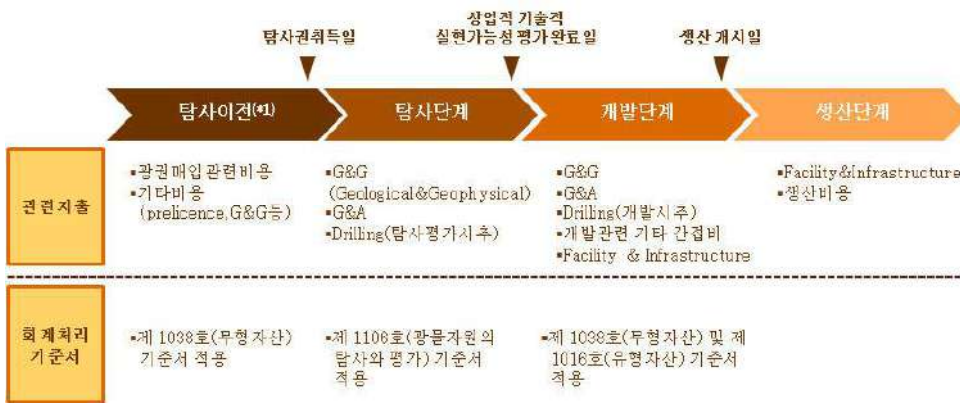 탐사권취득일
상업적 기술적
실현가능성 평가완료일
생산 개시일
탐사이전(*1)
탐사단계
개발단계
생산단계
관련지출
▪광권매입관련비용
▪기타비용
(prelicence, G&G등)
▪G&G
(Geological&Geophysical)
▪G&A
▪Drilling(탐사평가시추)
▪G&G
▪G&A
▪Drilling(개발시추)
▪개발관련 기타 간접비
▪Facility & Infrastructure
▪Facility&Infrastructure
▪생산비용
회계처리
기준서
▪제 1038호(무형자산)
기준서 적용
▪제 1106호(광물자원의
탐사와 평가) 기준서
적용
▪제 1038호(무형자산) 및 제
1016호(유형자산) 기준서
적용